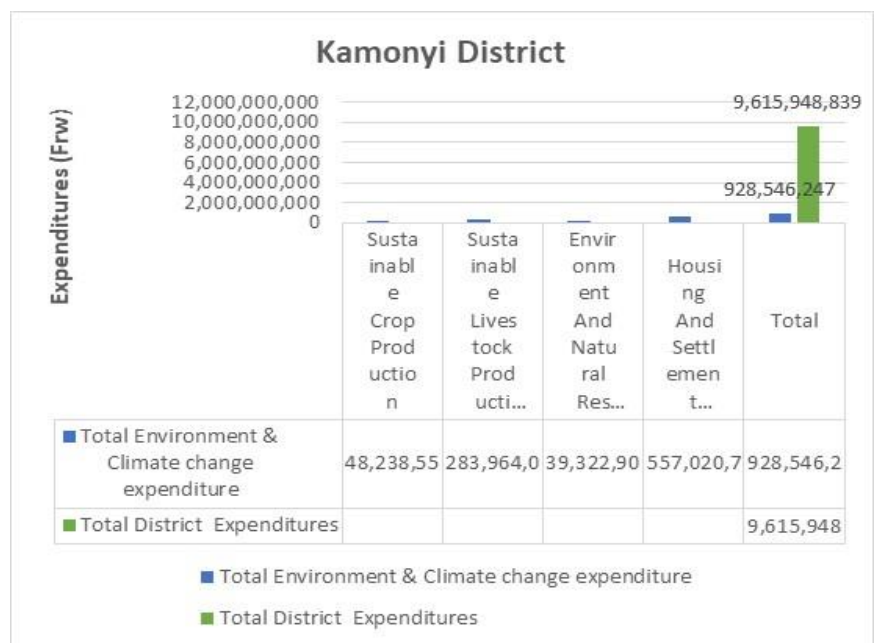 Kamonyi District
Expenditures (Frw)
12,000,000,000
10,000,000,000
8,000,000,000
6,000,000,000
4,000,000,000
2,000,000,000
0
9,615,948,839
928,546,247
Susta
inabl
e
Crop
Prod
uctio
n
Susta
inabl
e
Lives
tock
Prod
ucti...
Envir
onm
ent
And
Natu
ral
Res...
Housi
ng
And
Settl
emen
t...
Total
Total Environment &
Climate change
expenditure
48,238,55 283,964,0 39,322,90 557,020,7 928,546,2
Total District Expenditures 9,615,948
Total Environment & Climate change expenditure
Total District Expenditures